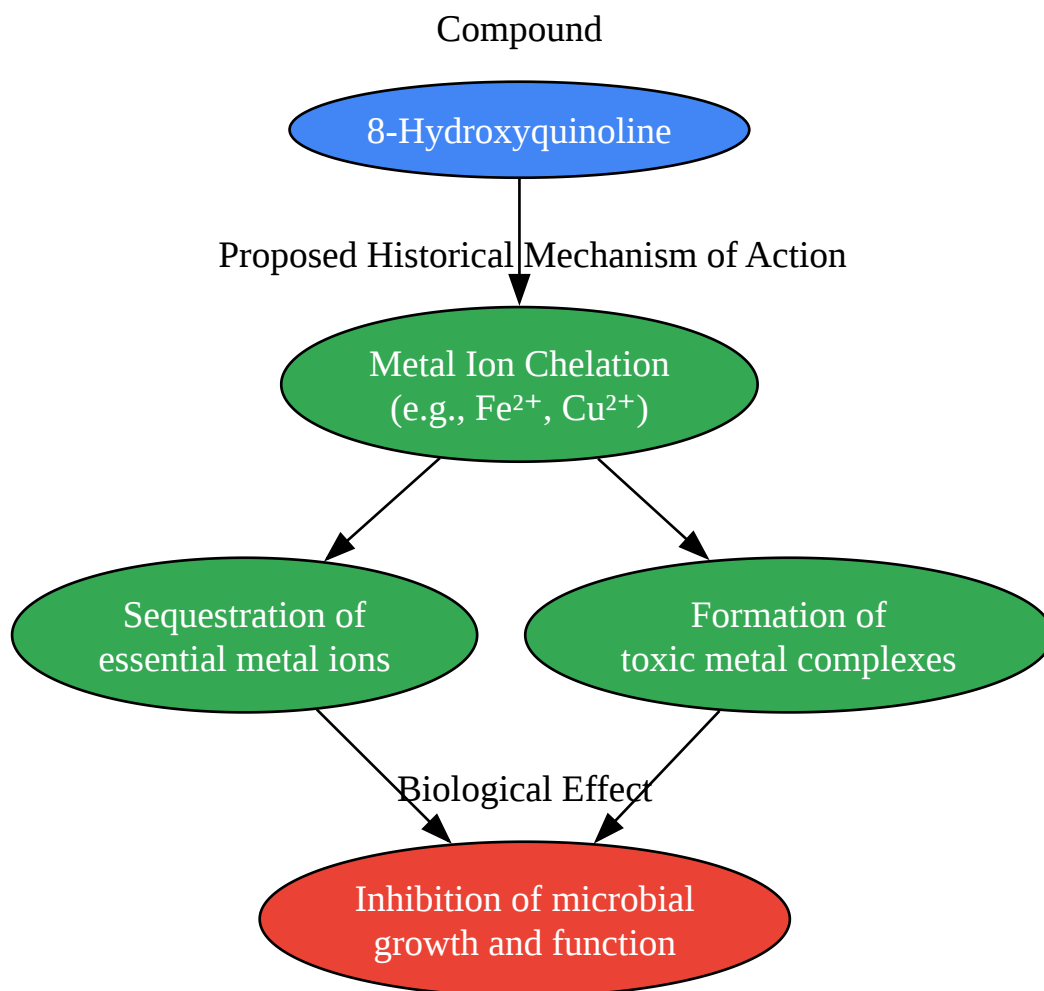 Compound
8-Hydroxyquinoline
Proposed Historical Mechanism of Action
Metal Ion Chelation
(e.g., Fe²⁺, Cu²⁺)
Sequestration of
essential metal ions
Formation of
toxic metal complexes
Biological Effect
Inhibition of microbial
growth and function